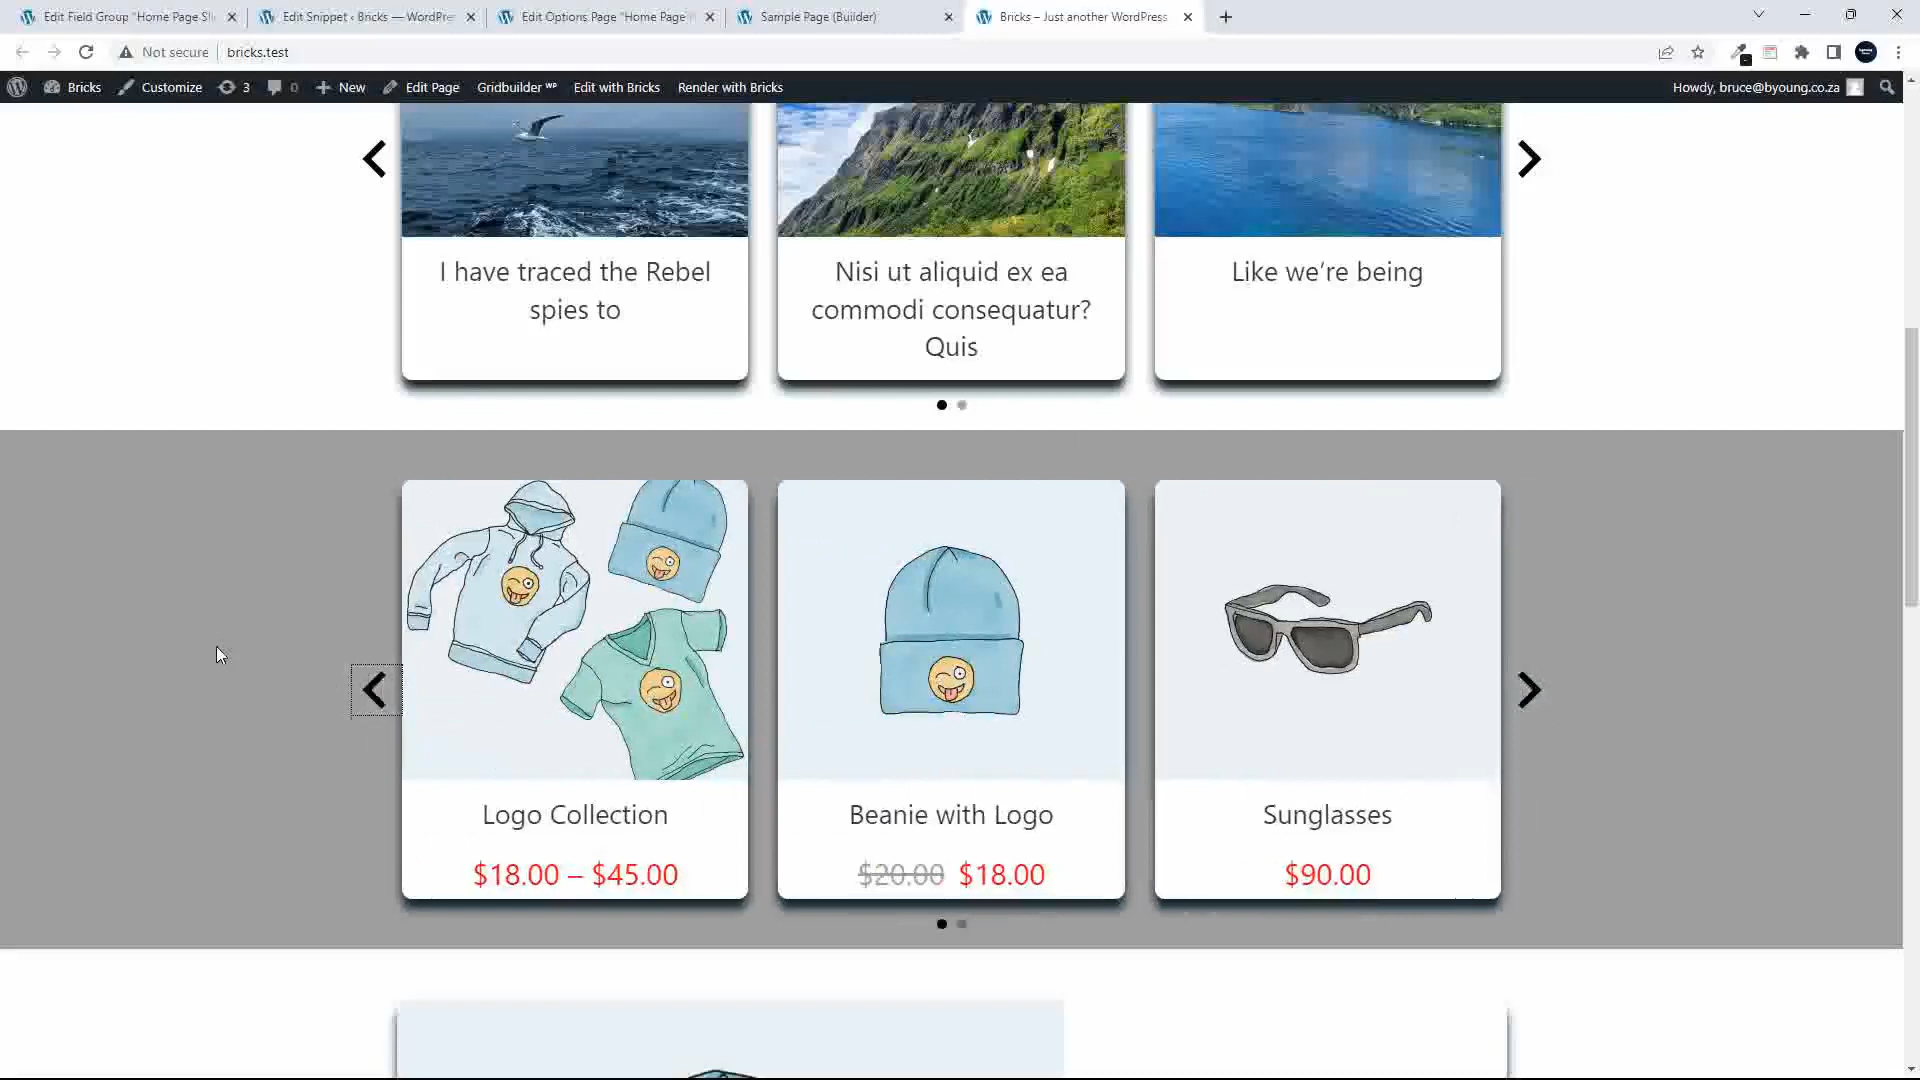 Edit Field Group "Home Page Sli
Edit Snippet ‹ Bricks — WordPre
Edit Options Page "Home Page
Sample Page (Builder)
Bricks – Just another WordPress
Not secure
bricks.test
Bricks
Customize
3
0
New
Edit Page
Gridbuilder WP
Edit with Bricks
Render with Bricks
Howdy, bruce@byoung.co.za
I have traced the Rebel
spies to
Nisi ut aliquid ex ea
commodi consequatur?
Quis
Like we're being
Logo Collection
$18.00 – $45.00
Beanie with Logo
$20.00 $18.00
Sunglasses
$90.00